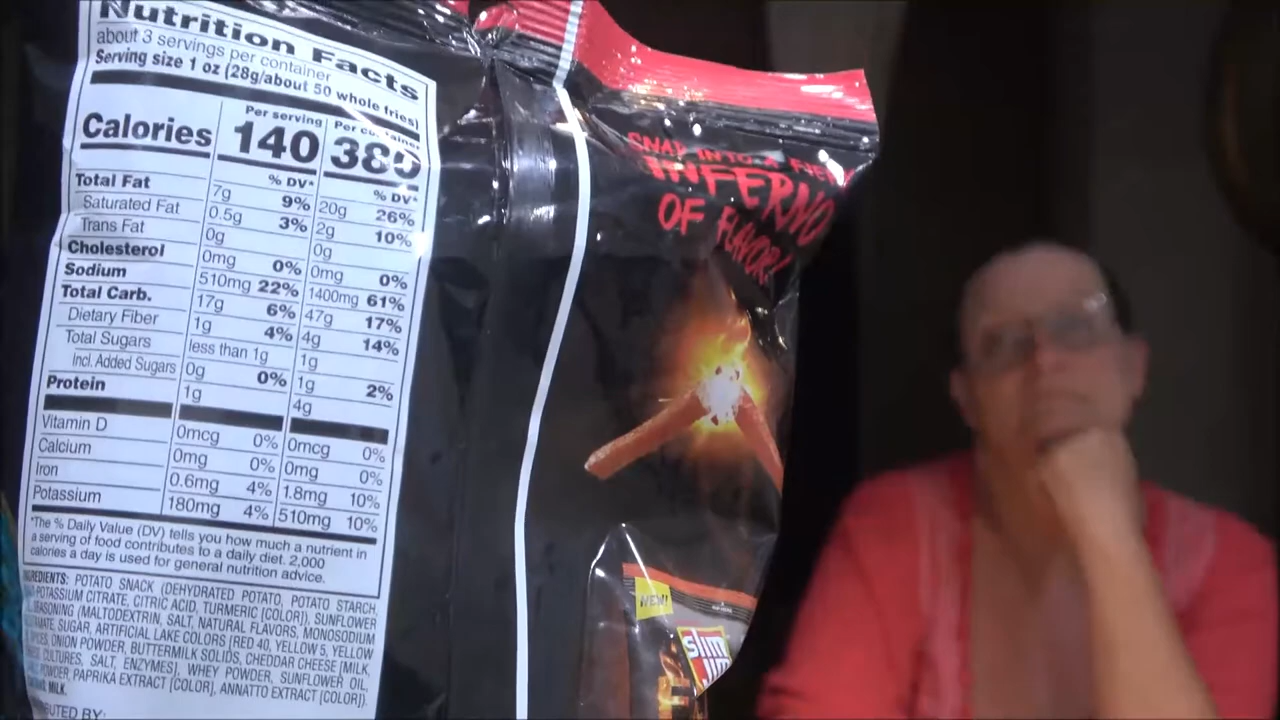 Nutrition Facts
about 3 servings per container
Serving size 1 oz (28g/about 50 whole fries)
Per serving Per container
Calories 140 380
% DV* % DV*
Total Fat 7g 9% 20g 26%
Saturated Fat 0.5g 3% 2g 10%
Trans Fat 0g 0g
Cholesterol 0mg 0% 0mg 0%
Sodium 510mg 22% 1400mg 61%
Total Carb. 17g 6% 47g 17%
Dietary Fiber 1g 4% 4g 14%
Total Sugars less than 1g 1g
Incl. Added Sugars 0g 0% 1g 2%
Protein 1g 4g
Vitamin D 0mcg 0% 0mcg 0%
Calcium 0mg 0% 0mg 0%
Iron 0.6mg 4% 1.8mg 10%
Potassium 180mg 4% 510mg 10%
*The % Daily Value (DV) tells you how much a nutrient in
a serving of food contributes to a daily diet. 2,000
calories a day is used for general nutrition advice.
INGREDIENTS: POTATO SNACK (DEHYDRATED POTATO, POTATO STARCH,
POTASSIUM CITRATE, CITRIC ACID, TURMERIC [COLOR]), SUNFLOWER
SEASONING (MALTODEXTRIN, SALT, NATURAL FLAVORS, MONOSODIUM
SUGAR, ARTIFICIAL LAKE COLORS [RED 40, YELLOW 5, YELLOW
ONION POWDER, BUTTERMILK SOLIDS, CHEDDAR CHEESE [MILK,
CULTURES, SALT, ENZYMES], WHEY POWDER, SUNFLOWER OIL,
POWDER, PAPRIKA EXTRACT [COLOR], ANNATTO EXTRACT [COLOR]).
MILK.
BY:
SNAP INTO A
INFERNO
OF FLAVOR!
NEW!
slim
jim